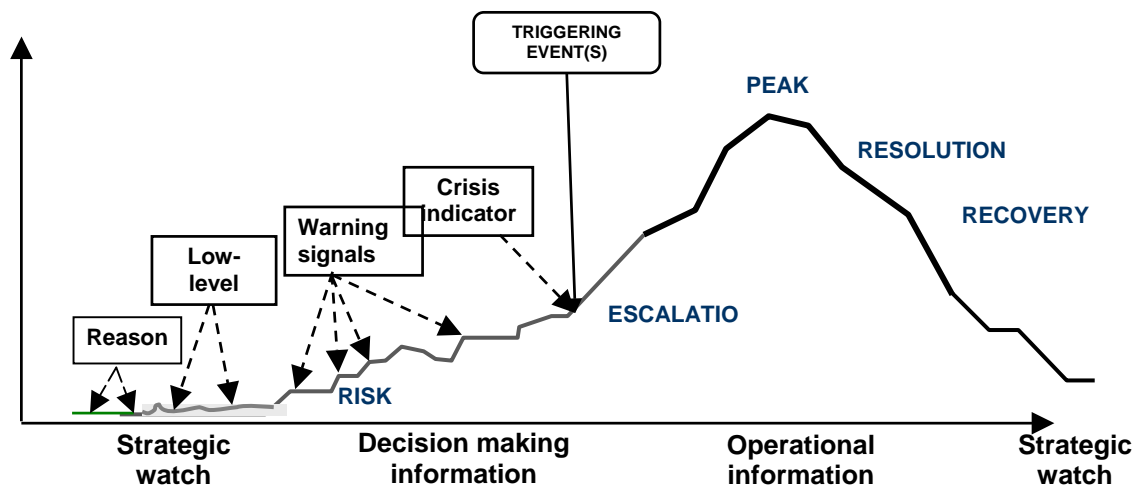 TRIGGERING
EVENT(S)
PEAK
RESOLUTION
RECOVERY
Crisis
indicator
Warning
signals
Low-
level
Reason
ESCALATIO
RISK
Strategic
watch
Decision making
information
Operational
information
Strategic
watch